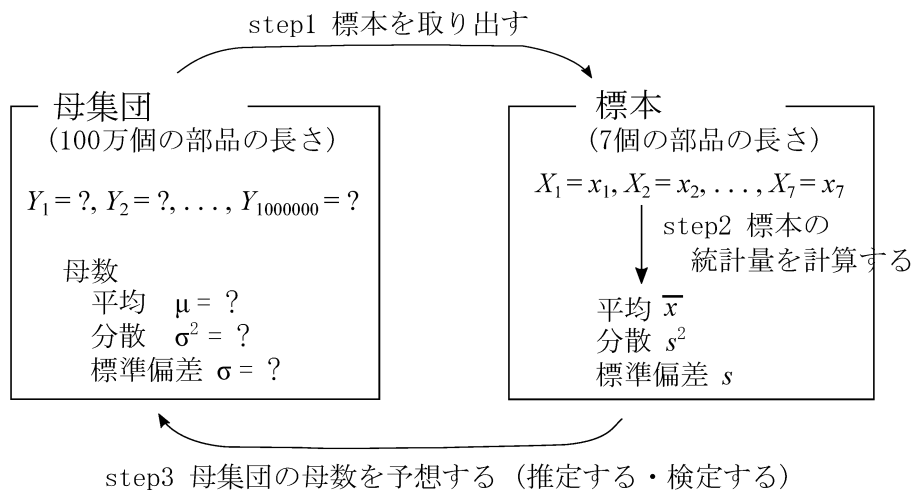 step1 標本を取り出す
母集団
(100万個の部品の長さ)
Y₁ = ?, Y₂ = ?, . . . , Y₁₀₀₀₀₀₀ = ?
母数
平均 μ = ?
分散 σ² = ?
標準偏差 σ = ?
標本
(7個の部品の長さ)
X₁ = x₁, X₂ = x₂, . . . , X₇ = x₇
step2 標本の
統計量を計算する
平均 x̄
分散 s²
標準偏差 s
step3 母集団の母数を予想する (推定する・検定する)